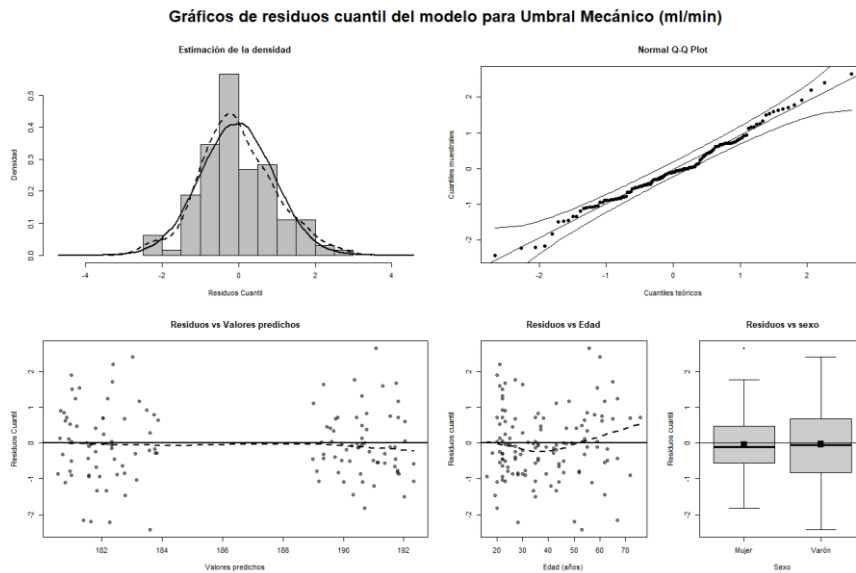 Gráficos de residuos cuantil del modelo para Umbral Mecánico (ml/min)
Estimación de la densidad
Densidad
0.0 0.1 0.2 0.3 0.4 0.5
-4 -2 0 2 4
Residuos Cuantil
Normal Q-Q Plot
Cuantiles muestrales
-2 -1 0 1 2
-2 -1 0 1 2
Cuantiles teóricos
Residuos vs Valores predichos
Residuos Cuantil
-2 -1 0 1 2
182 184 186 188 190 192
Valores predichos
Residuos vs Edad
Residuos Cuantil
-2 -1 0 1 2
20 30 40 50 60 70
Edad (años)
Residuos vs sexo
Residuos cuantil
-2 -1 0 1 2
Mujer Varón
Sexo